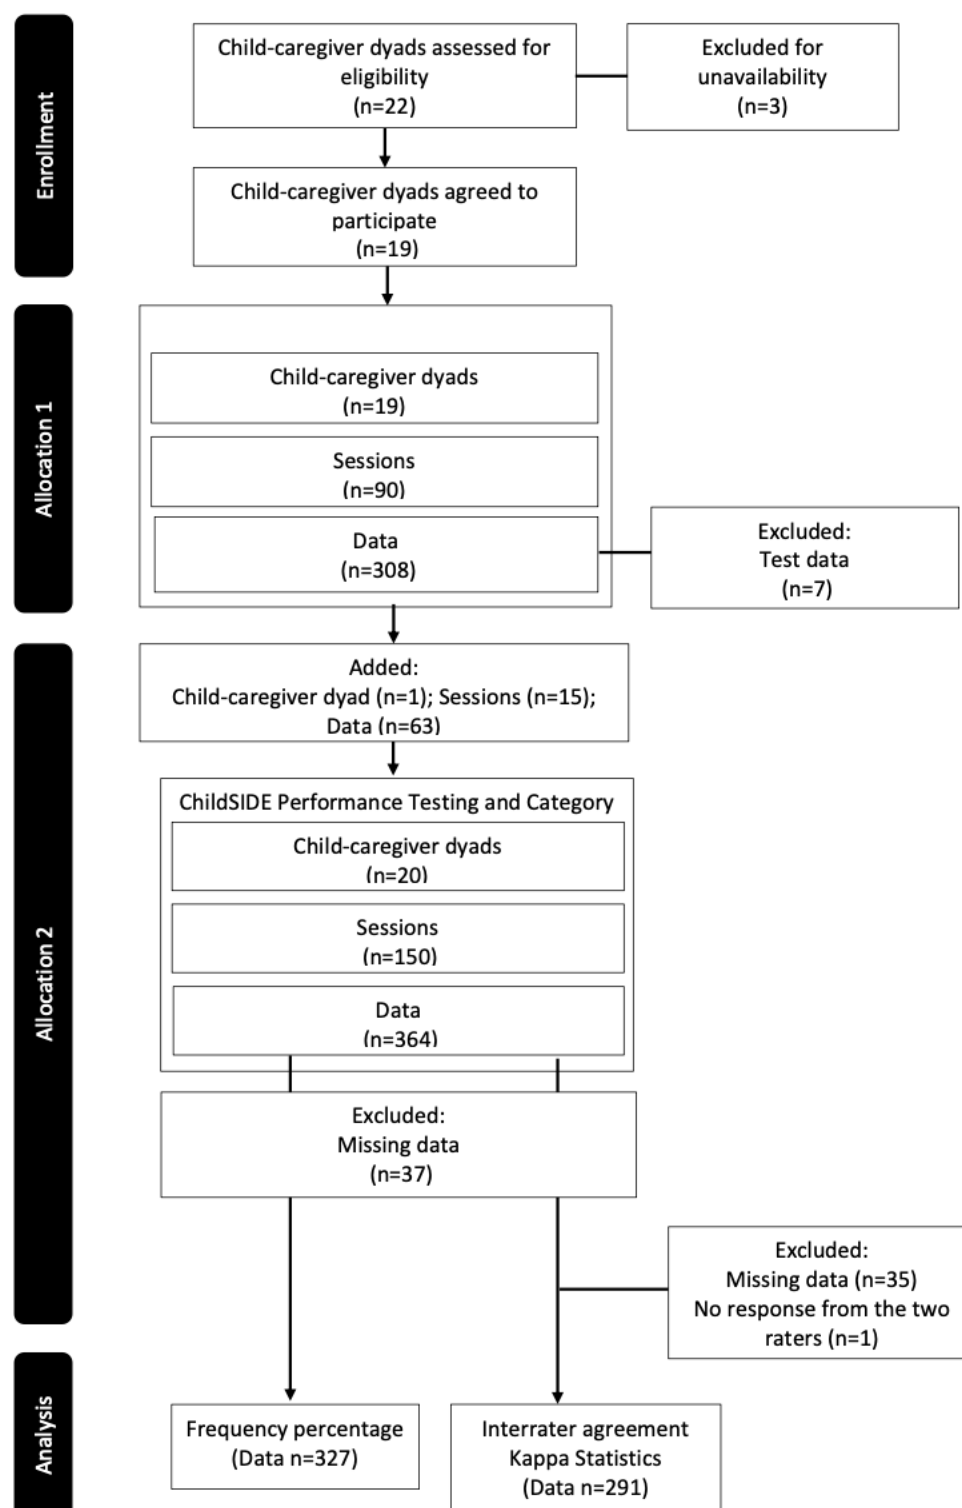 Enrollment
Child-caregiver dyads assessed for
eligibility
(n=22)
Excluded for
unavailability
(n=3)
Child-caregiver dyads agreed to
participate
(n=19)
Allocation 1
Child-caregiver dyads
(n=19)
Sessions
(n=90)
Data
(n=308)
Excluded:
Test data
(n=7)
Allocation 2
Added:
Child-caregiver dyad (n=1); Sessions (n=15);
Data (n=63)
ChildSIDE Performance Testing and Category
Child-caregiver dyads
(n=20)
Sessions
(n=150)
Data
(n=364)
Excluded:
Missing data
(n=37)
Excluded:
Missing data (n=35)
No response from the two
raters (n=1)
Analysis
Frequency percentage
(Data n=327)
Interrater agreement
Kappa Statistics
(Data n=291)